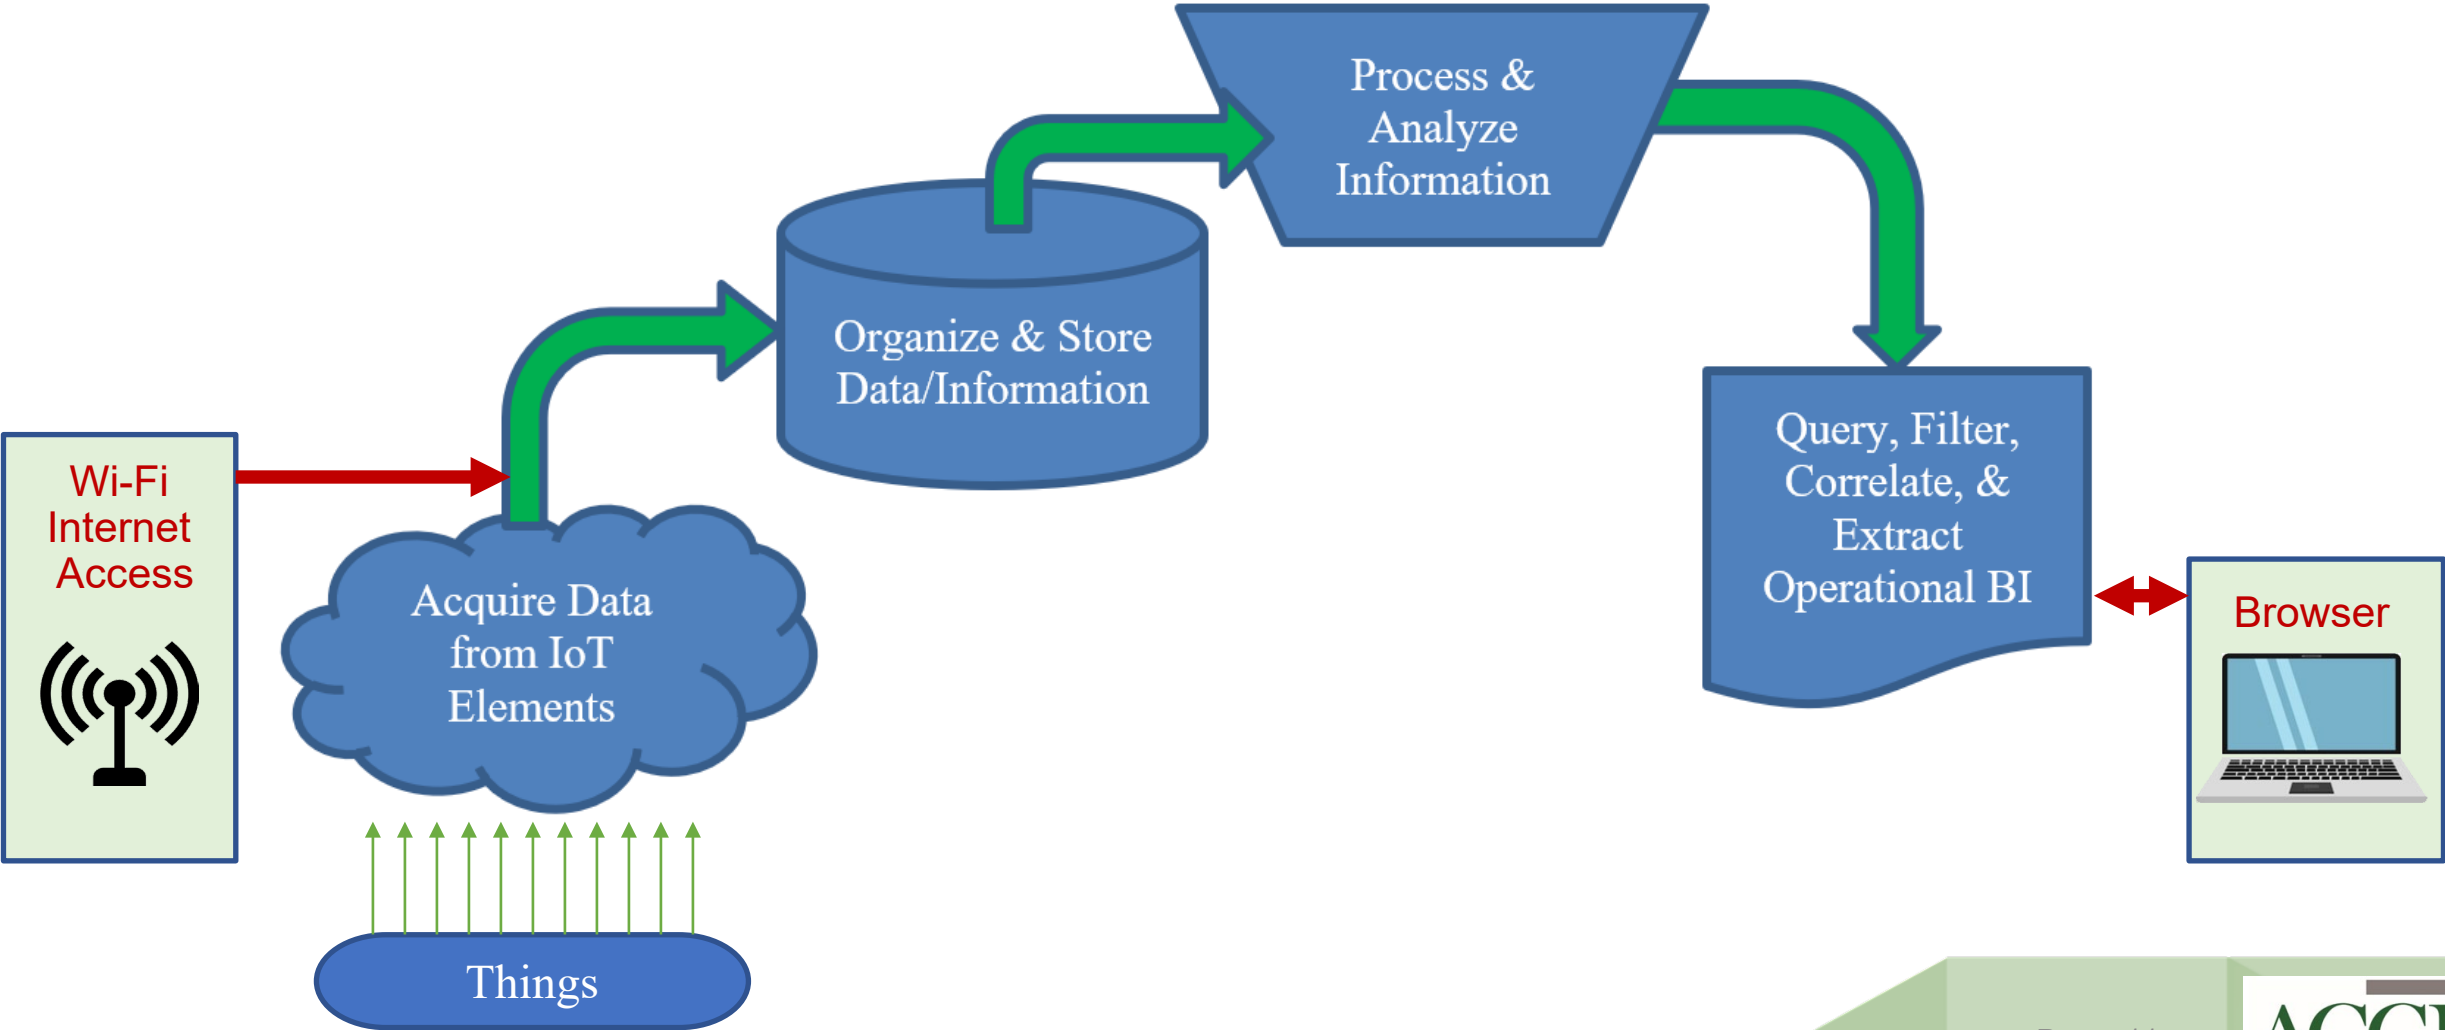 Process &
Analyze
Information
Organize & Store
Data/Information
Query, Filter,
Correlate, &
Extract
Operational BI
Wi-Fi
Internet
Access
Acquire Data
from IoT
Elements
Browser
Things